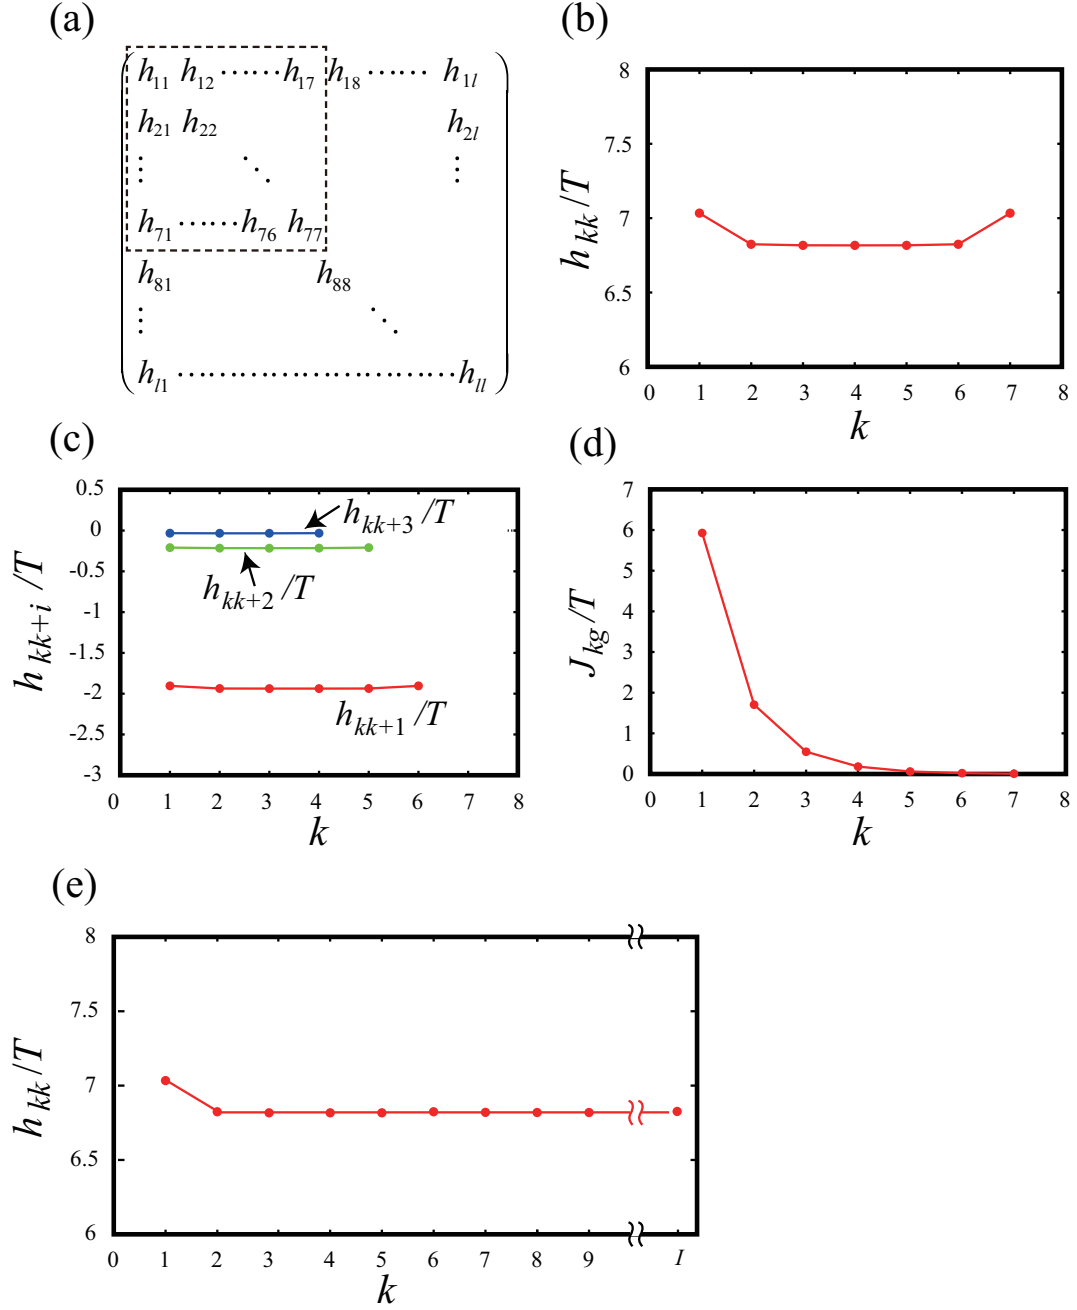 (a)
h11 h12 ······ h17 h18 ······ h1l
h21 h22 h2l
h71 ······ h76 h77
h81 h88
hl1 ···························· hll
(b)
hkk/T
8
7.5
7
6.5
6
0 1 2 3 4 5 6 7 8
k
(c)
hkk+i/T
0.5
0
-0.5
-1
-1.5
-2
-2.5
-3
hkk+3/T
hkk+2/T
hkk+1/T
0 1 2 3 4 5 6 7 8
k
(d)
Jkg/T
7
6
5
4
3
2
1
0
0 1 2 3 4 5 6 7 8
k
(e)
hkk/T
8
7.5
7
6.5
6
0 1 2 3 4 5 6 7 8 9 I
k